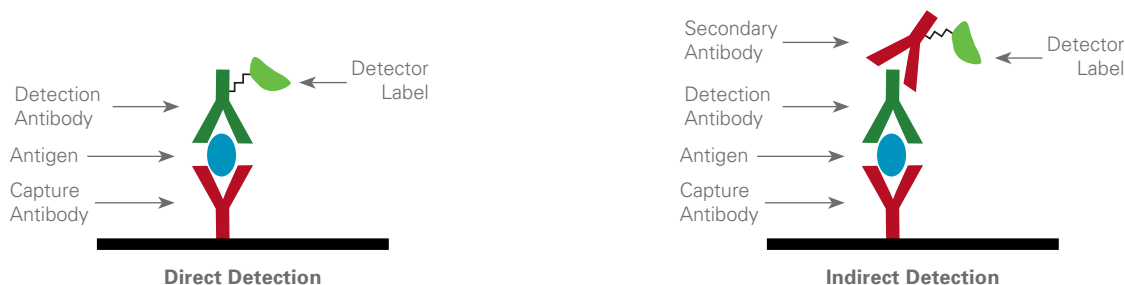 Detector
Label
Detection
Antibody
Antigen
Capture
Antibody
Direct Detection
Secondary
Antibody
Detector
Label
Detection
Antibody
Antigen
Capture
Antibody
Indirect Detection